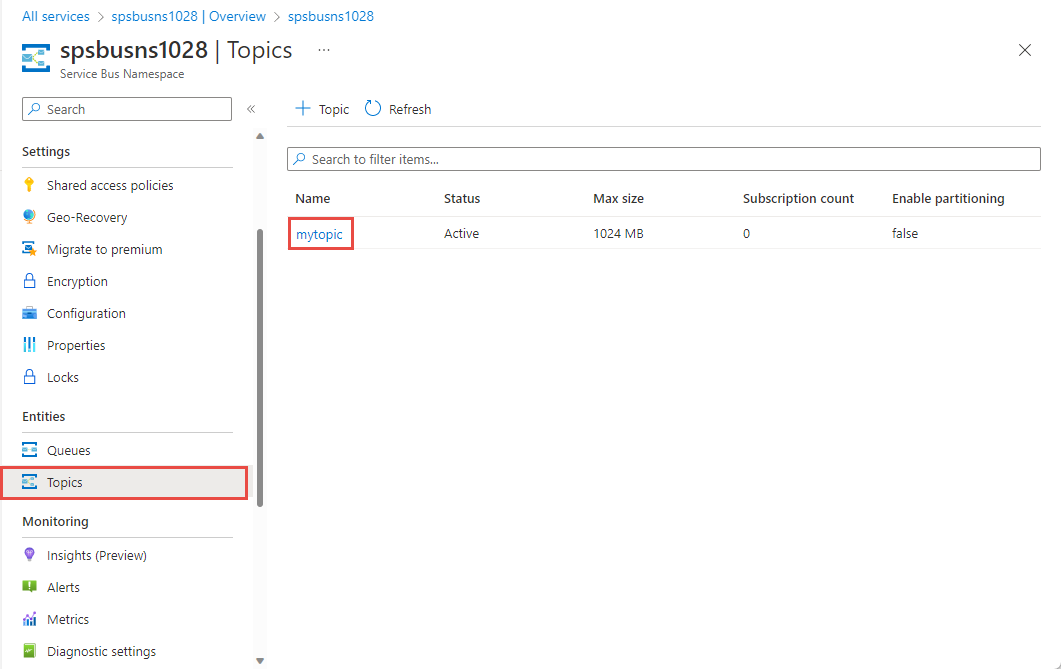 All services > spsbusns1028 | Overview > spsbusns1028
spsbusns1028 | Topics ...
Service Bus Namespace
Search «
+ Topic Refresh
Settings
Search to filter items...
Shared access policies
Geo-Recovery
Migrate to premium
Encryption
Configuration
Properties
Locks
Entities
Queues
Topics
Monitoring
Insights (Preview)
Alerts
Metrics
Diagnostic settings
Name Status Max size Subscription count Enable partitioning
mytopic Active 1024 MB 0 false